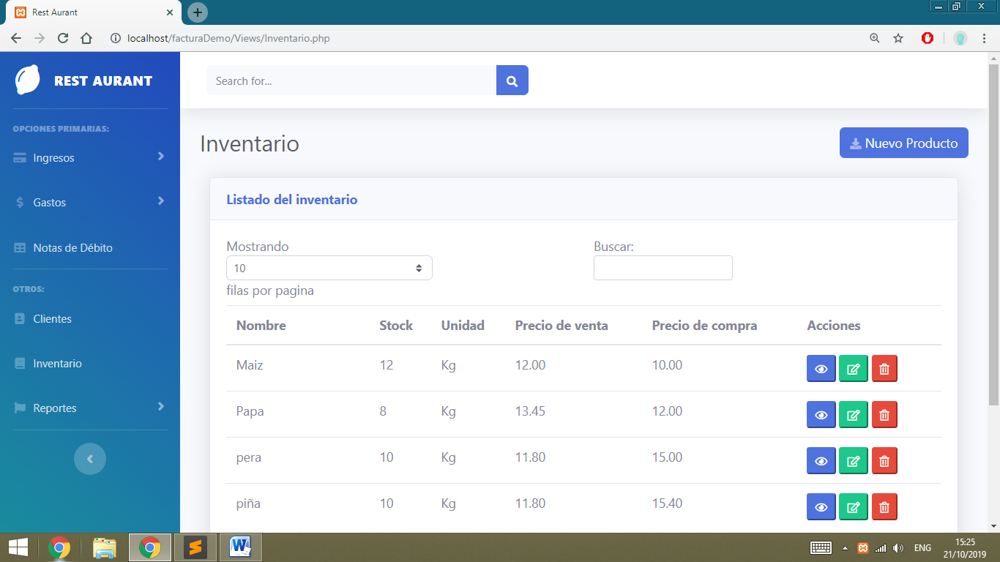 Rest Aurant
localhost/facturaDemo/Views/Inventario.php
REST AURANT
OPCIONES PRIMARIAS:
Ingresos
Gastos
Notas de Débito
OTROS:
Clientes
Inventario
Reportes
Search for...
Inventario
Nuevo Producto
Listado del inventario
Mostrando
10
filas por pagina
Buscar:
Nombre Stock Unidad Precio de venta Precio de compra Acciones
Maiz 12 Kg 12.00 10.00
Papa 8 Kg 13.45 12.00
pera 10 Kg 11.80 15.00
piña 10 Kg 11.80 15.40
ENG
15:25
21/10/2019